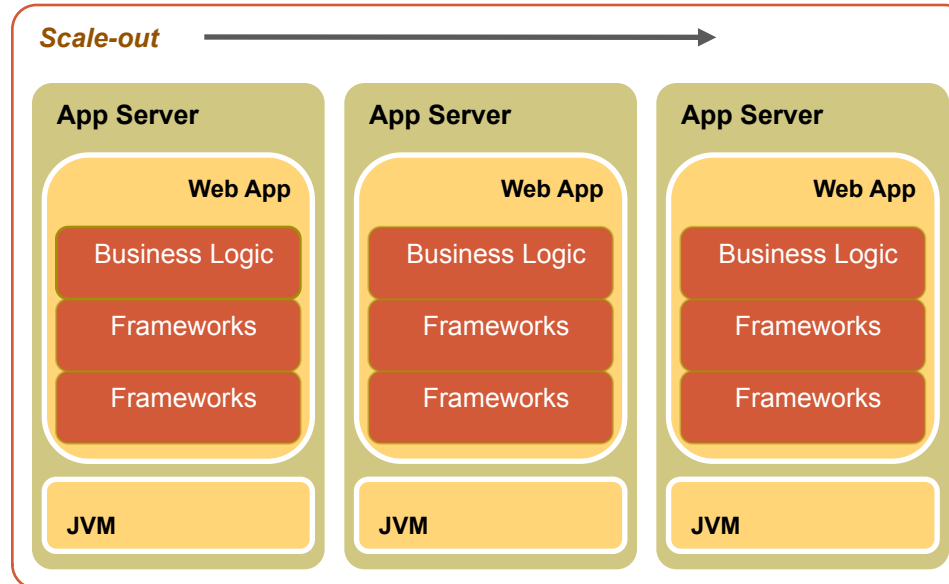 Scale-out
App Server
Web App
Business Logic
Frameworks
Frameworks
JVM
App Server
Web App
Business Logic
Frameworks
Frameworks
JVM
App Server
Web App
Business Logic
Frameworks
Frameworks
JVM